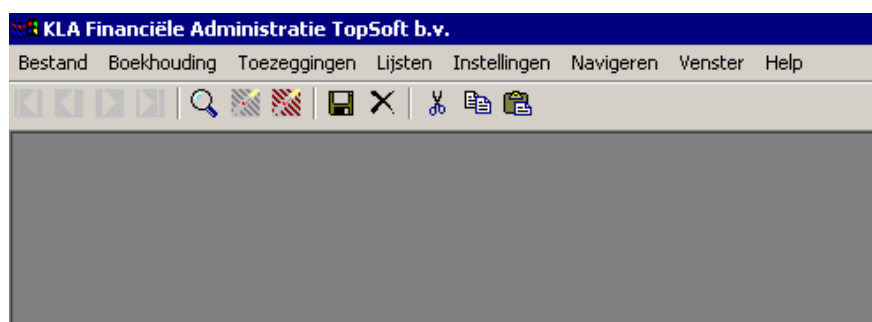 KLA Financiële Administratie TopSoft b.v.
Bestand Boekhouding Toezeggingen Lijsten Instellingen Navigeren Venster Help